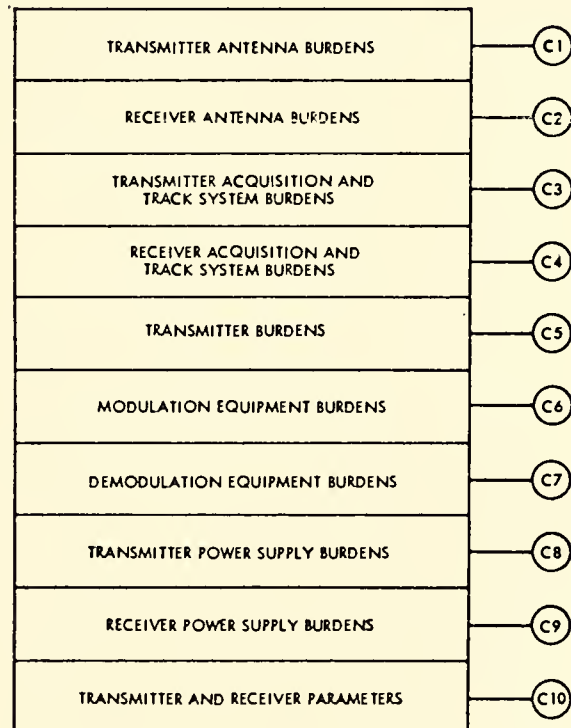 TRANSMITTER ANTENNA BURDENS
C1
RECEIVER ANTENNA BURDENS
C2
TRANSMITTER ACQUISITION AND
TRACK SYSTEM BURDENS
C3
RECEIVER ACQUISITION AND
TRACK SYSTEM BURDENS
C4
TRANSMITTER BURDENS
C5
MODULATION EQUIPMENT BURDENS
C6
DEMODULATION EQUIPMENT BURDENS
C7
TRANSMITTER POWER SUPPLY BURDENS
C8
RECEIVER POWER SUPPLY BURDENS
C9
TRANSMITTER AND RECEIVER PARAMETERS
C10